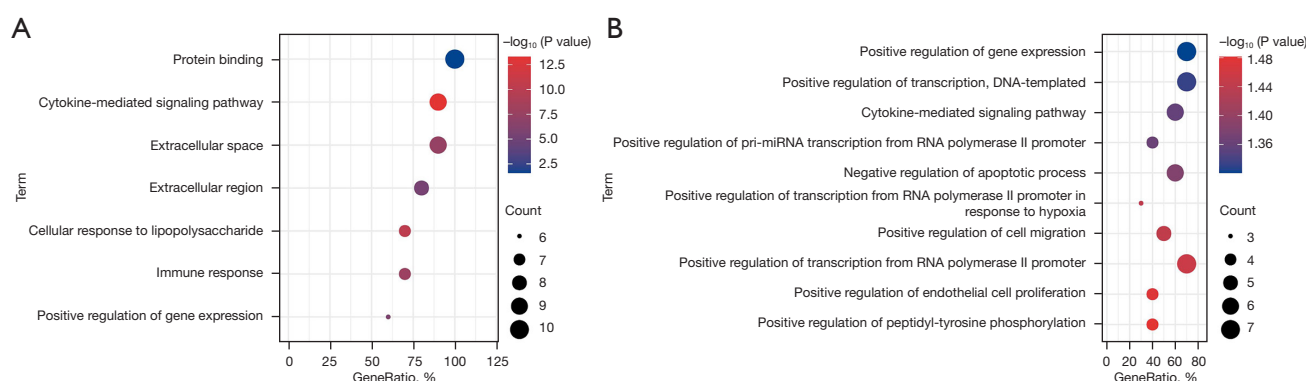 A
Term
Protein binding
Cytokine-mediated signaling pathway
Extracellular space
Extracellular region
Cellular response to lipopolysaccharide
Immune response
Positive regulation of gene expression
0 25 50 75 100 125
GeneRatio, %
–log10 (P value)
12.5
10.0
7.5
5.0
2.5
Count
6
7
8
9
10
B
Term
Positive regulation of gene expression
Positive regulation of transcription, DNA-templated
Cytokine-mediated signaling pathway
Positive regulation of pri-miRNA transcription from RNA polymerase II promoter
Negative regulation of apoptotic process
Positive regulation of transcription from RNA polymerase II promoter in
response to hypoxia
Positive regulation of cell migration
Positive regulation of transcription from RNA polymerase II promoter
Positive regulation of endothelial cell proliferation
Positive regulation of peptidyl-tyrosine phosphorylation
0 20 40 60 80
GeneRatio, %
–log10 (P value)
1.48
1.44
1.40
1.36
Count
3
4
5
6
7